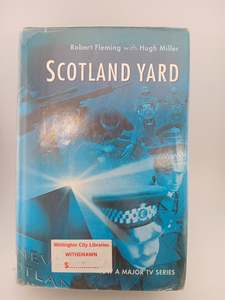 Robert Fleming with Hugh Miller
SCOTLAND YARD
Wellington City Libraries
WITHDRAWN
$
A MAJOR TV SERIES